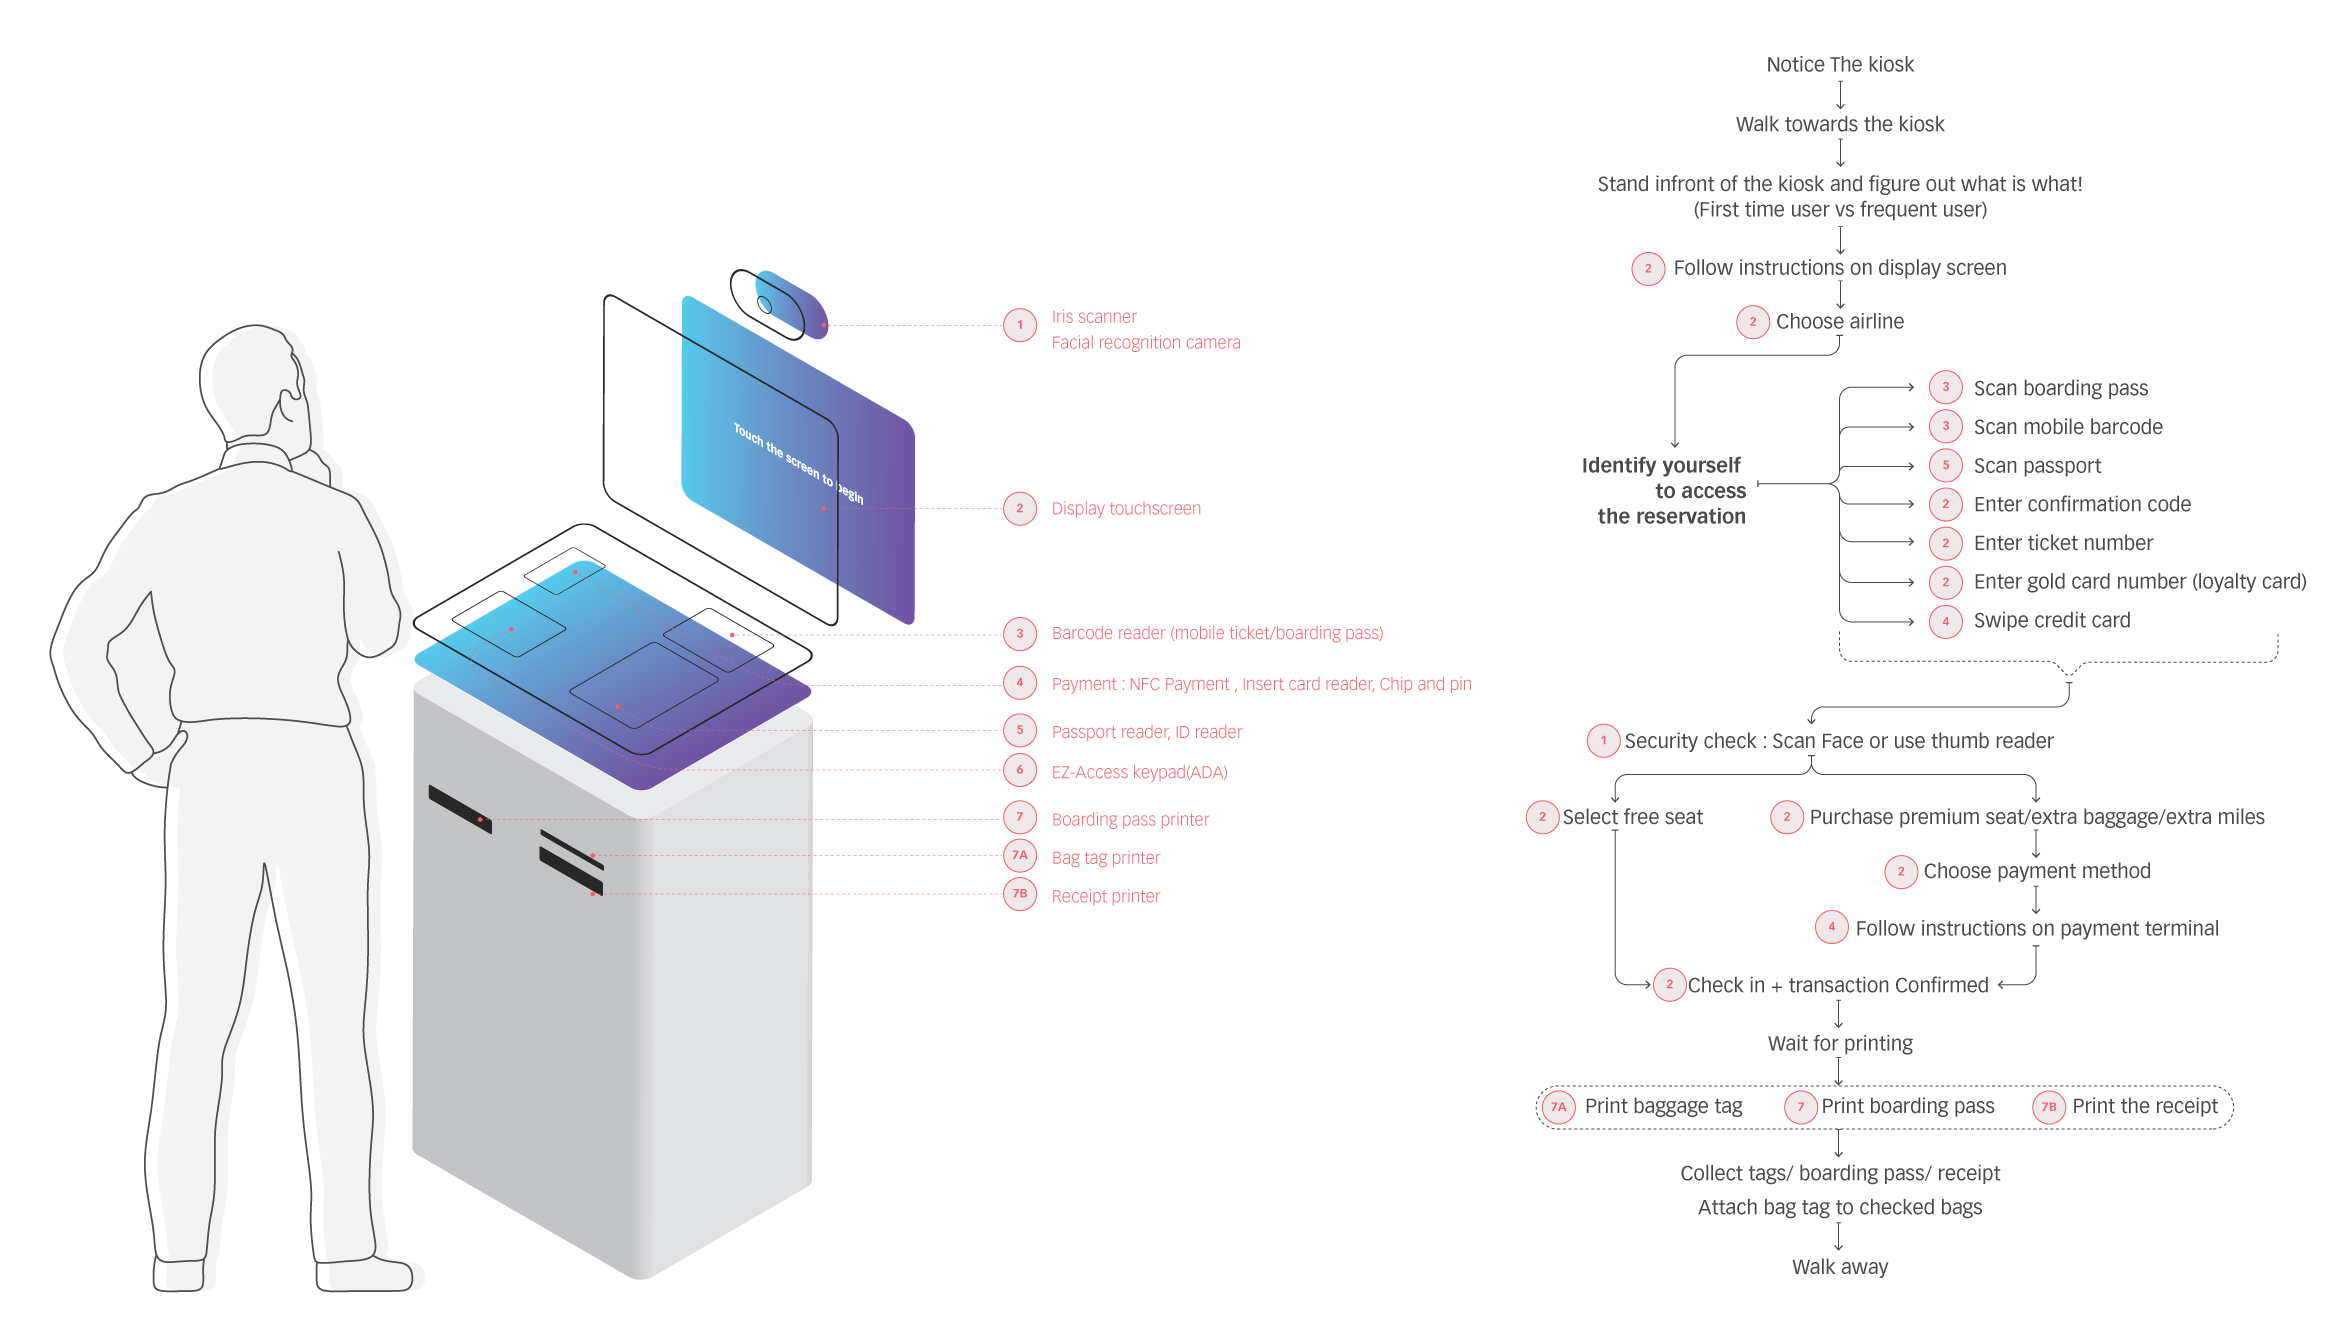 Touch the screen to begin
1 Iris scanner
Facial recognition camera
2 Display touchscreen
3 Barcode reader (mobile ticket/boarding pass)
4 Payment : NFC Payment , Insert card reader, Chip and pin
5 Passport reader, ID reader
6 EZ-Access keypad(ADA)
7 Boarding pass printer
7A Bag tag printer
7B Receipt printer
Notice The kiosk
Walk towards the kiosk
Stand infront of the kiosk and figure out what is what!
(First time user vs frequent user)
2 Follow instructions on display screen
2 Choose airline
Identify yourself
to access
the reservation
3 Scan boarding pass
3 Scan mobile barcode
5 Scan passport
2 Enter confirmation code
2 Enter ticket number
2 Enter gold card number (loyalty card)
4 Swipe credit card
1 Security check : Scan Face or use thumb reader
2 Select free seat
2 Purchase premium seat/extra baggage/extra miles
2 Choose payment method
4 Follow instructions on payment terminal
2 Check in + transaction Confirmed
Wait for printing
7A Print baggage tag
7 Print boarding pass
7B Print the receipt
Collect tags/ boarding pass/ receipt
Attach bag tag to checked bags
Walk away